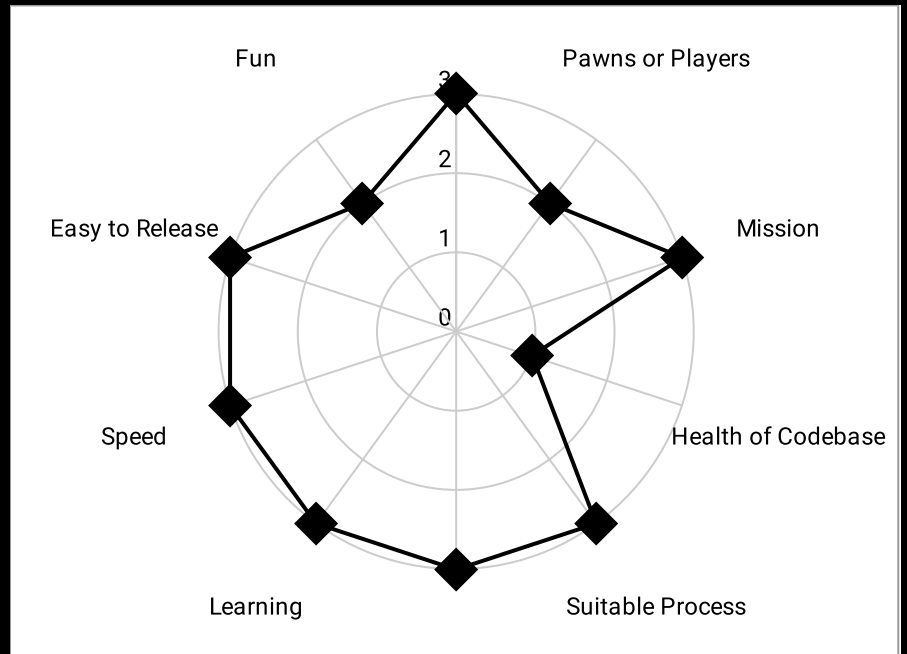 Fun
Pawns or Players
3
2
Easy to Release
Mission
1
0
Speed
Health of Codebase
Learning
Suitable Process